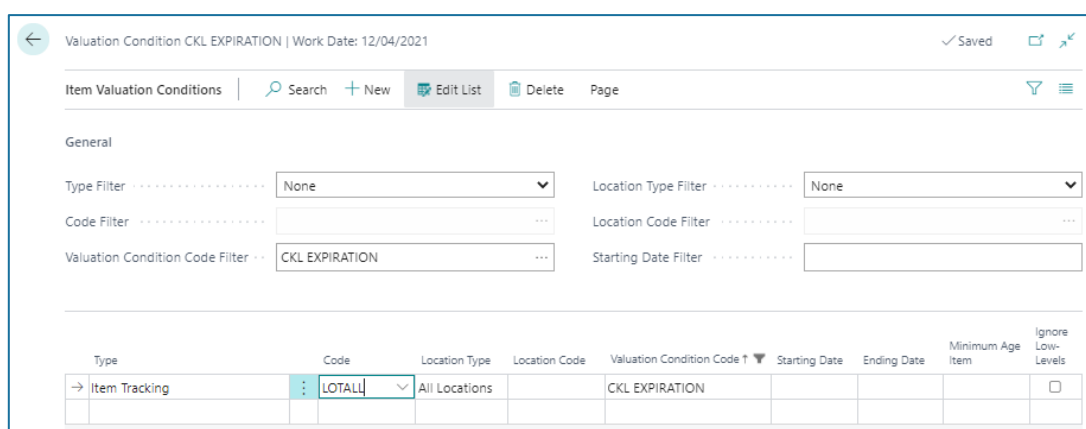 Valuation Condition CKL EXPIRATION | Work Date: 12/04/2021 Saved
Item Valuation Conditions Search New Edit List Delete Page
General
Type Filter None Location Type Filter None
Code Filter Location Code Filter
Valuation Condition Code Filter CKL EXPIRATION Starting Date Filter
Type Code Location Type Location Code Valuation Condition Code Starting Date Ending Date Minimum Age Item Ignore Low-Levels
Item Tracking LOTALL All Locations CKL EXPIRATION